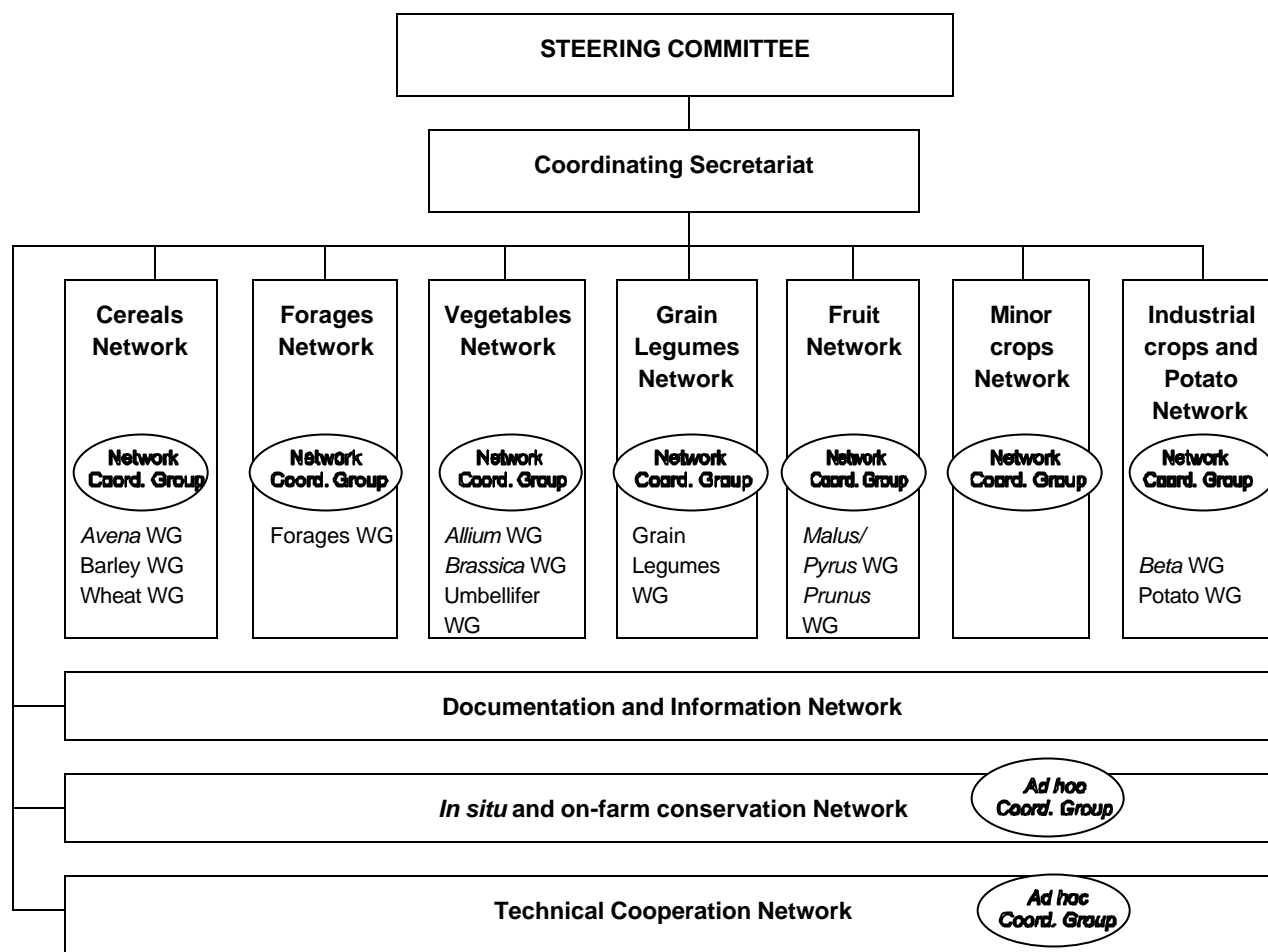 STEERING COMMITTEE
Coordinating Secretariat
Cereals
Network
Network
Coord. Group
Avena WG
Barley WG
Wheat WG
Forages
Network
Network
Coord. Group
Forages WG
Vegetables
Network
Network
Coord. Group
Allium WG
Brassica WG
Umbellifer
WG
Grain
Legumes
Network
Network
Coord. Group
Grain
Legumes
WG
Fruit
Network
Network
Coord. Group
Malus/
Pyrus WG
Prunus
WG
Minor
crops
Network
Network
Coord. Group
Industrial
crops and
Potato
Network
Network
Coord. Group
Beta WG
Potato WG
Documentation and Information Network
In situ and on-farm conservation Network
Ad hoc
Coord. Group
Technical Cooperation Network
Ad hoc
Coord. Group